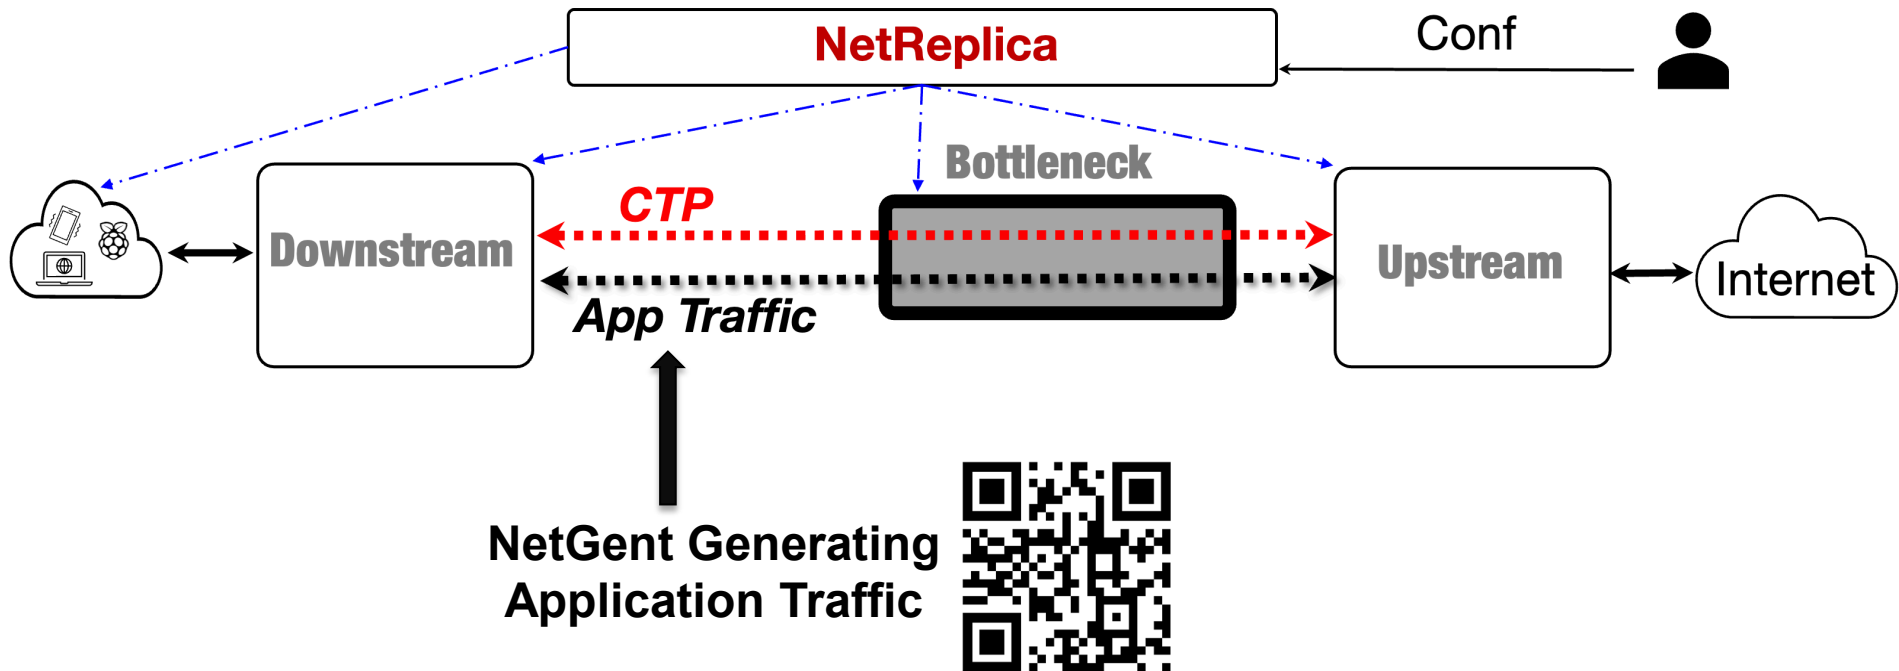 NetReplica
Conf
Bottleneck
CTP
Downstream
Upstream
Internet
App Traffic
NetGent Generating
Application Traffic